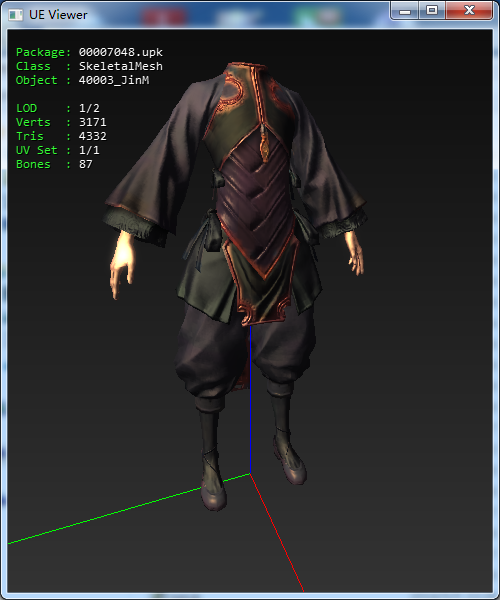 UE Viewer
Package: 00007048.upk
Class : SkeletalMesh
Object : 40003_JinM
LOD : 1/2
Verts : 3171
Tris : 4332
UV Set : 1/1
Bones : 87